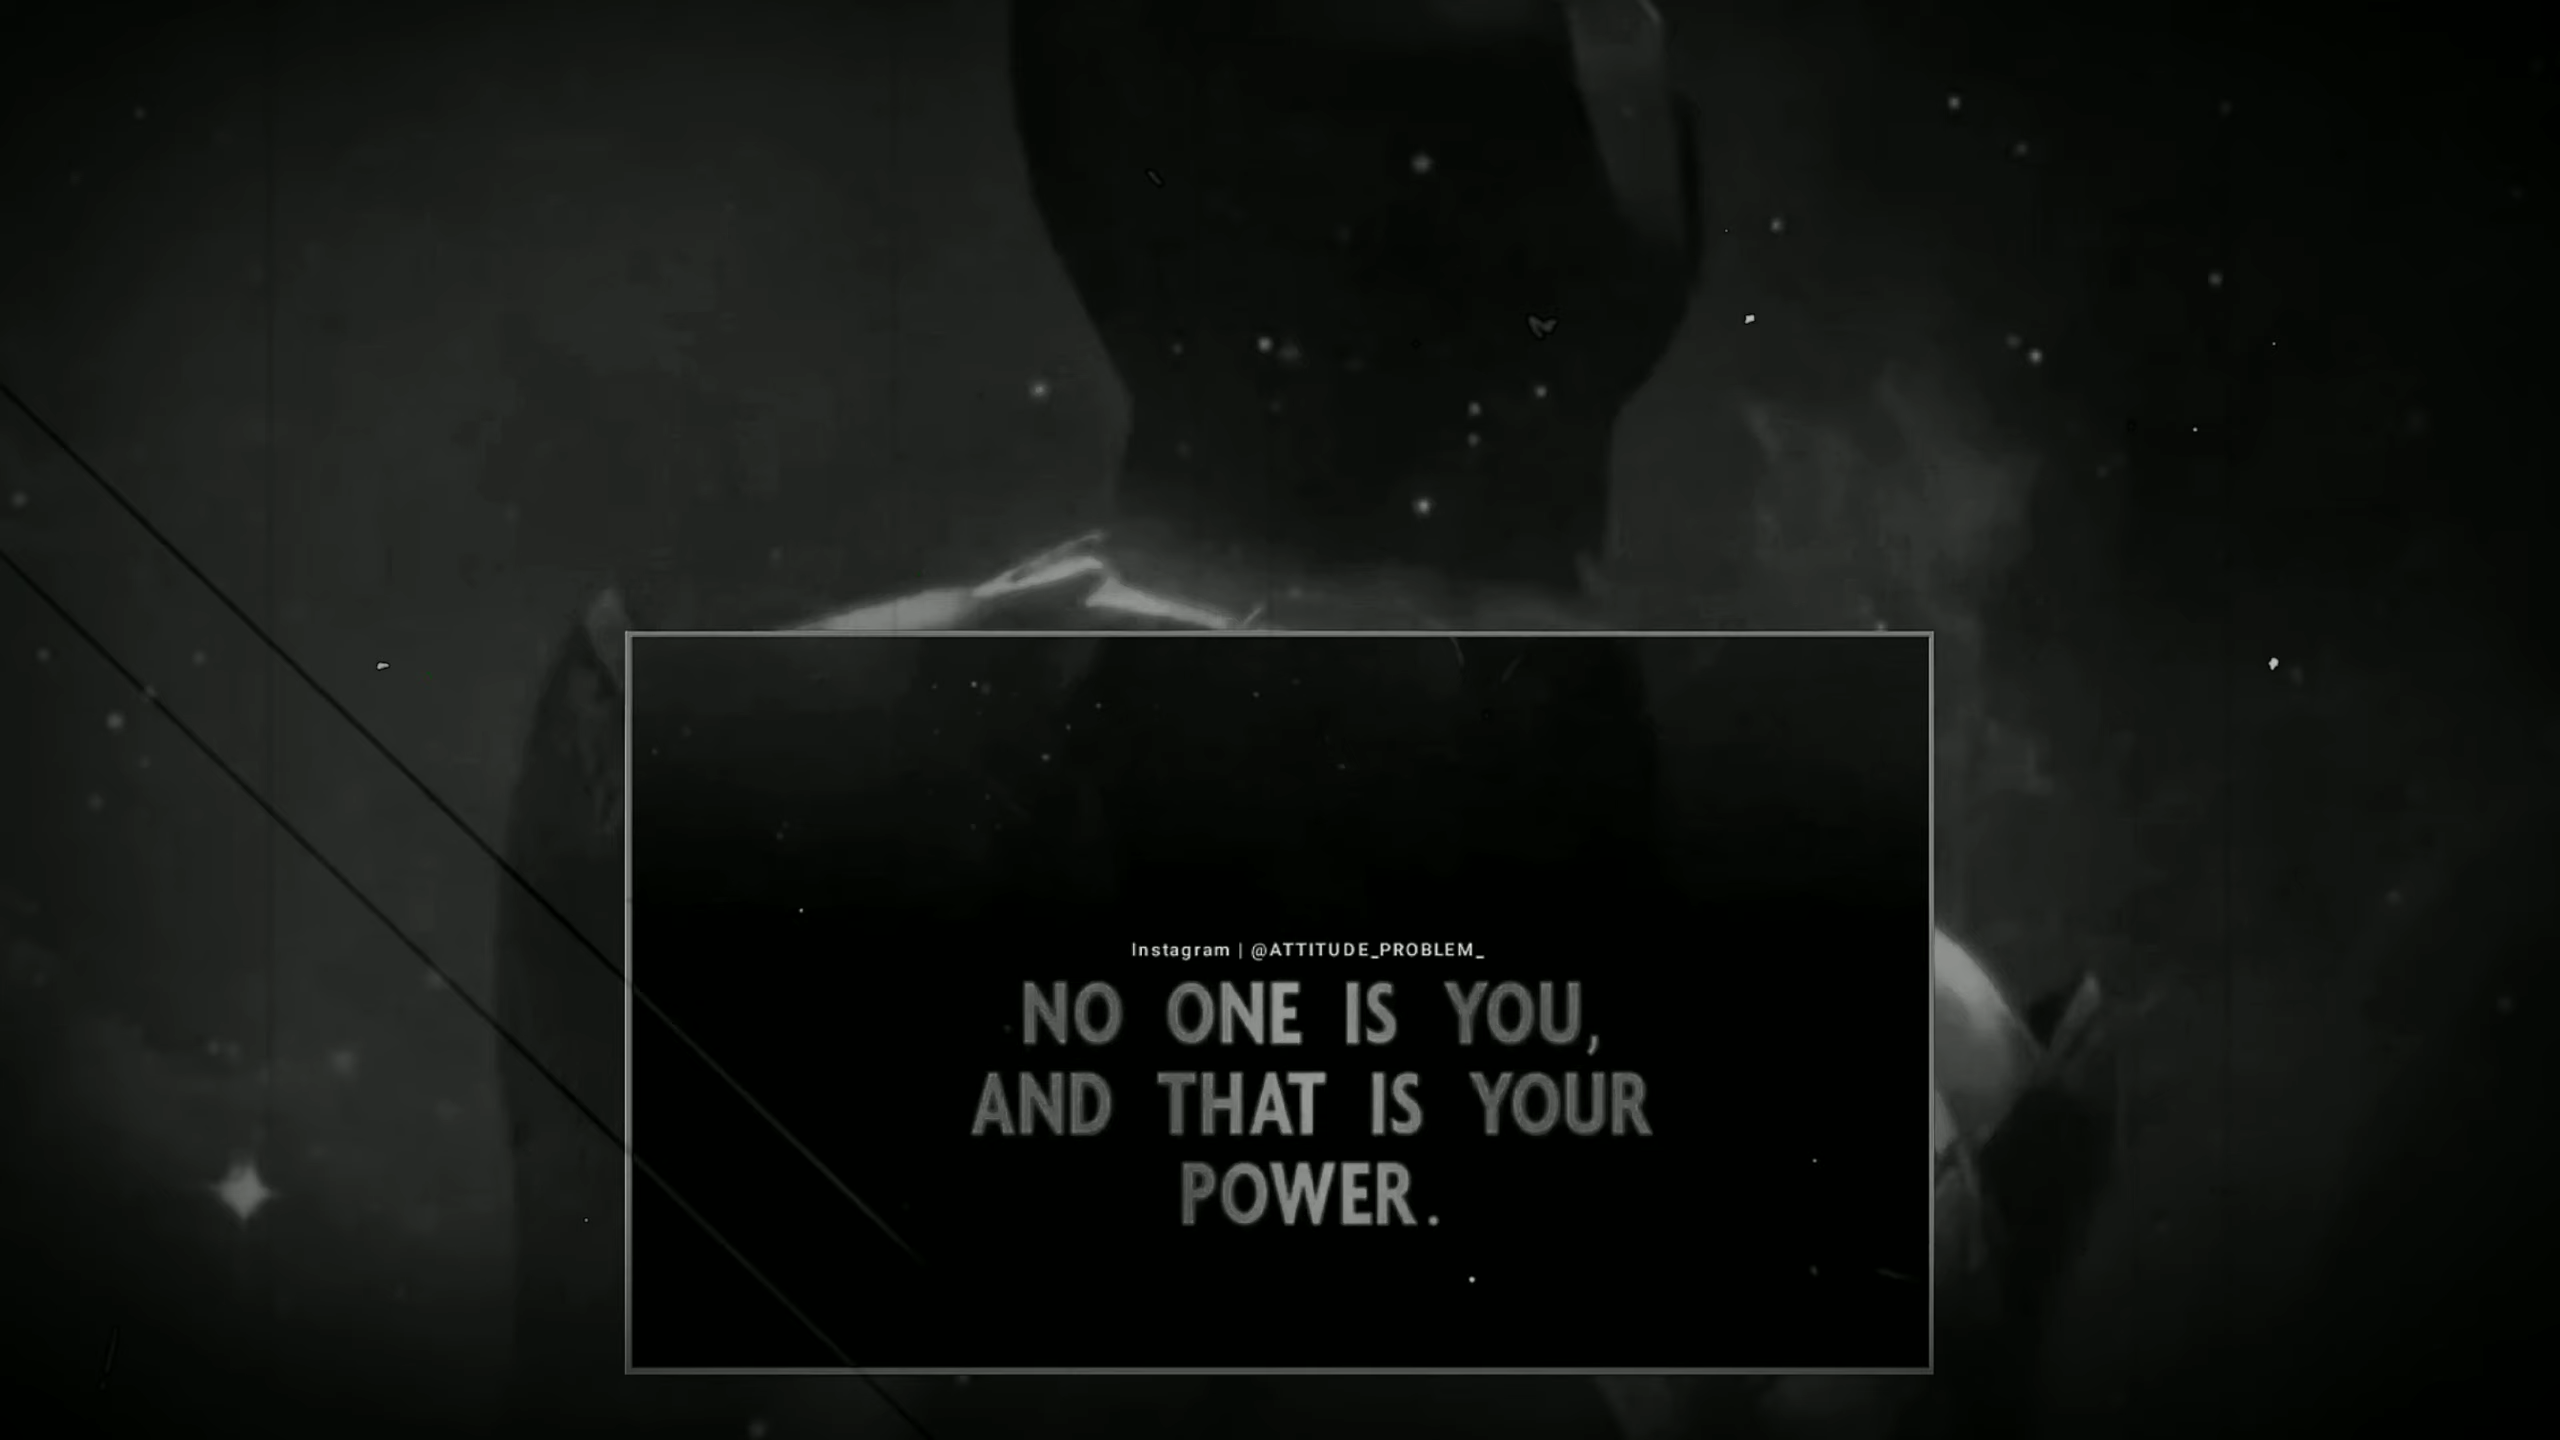 Instagram | @ATTITUDE_PROBLEM_
NO ONE IS YOU,
AND THAT IS YOUR
POWER.